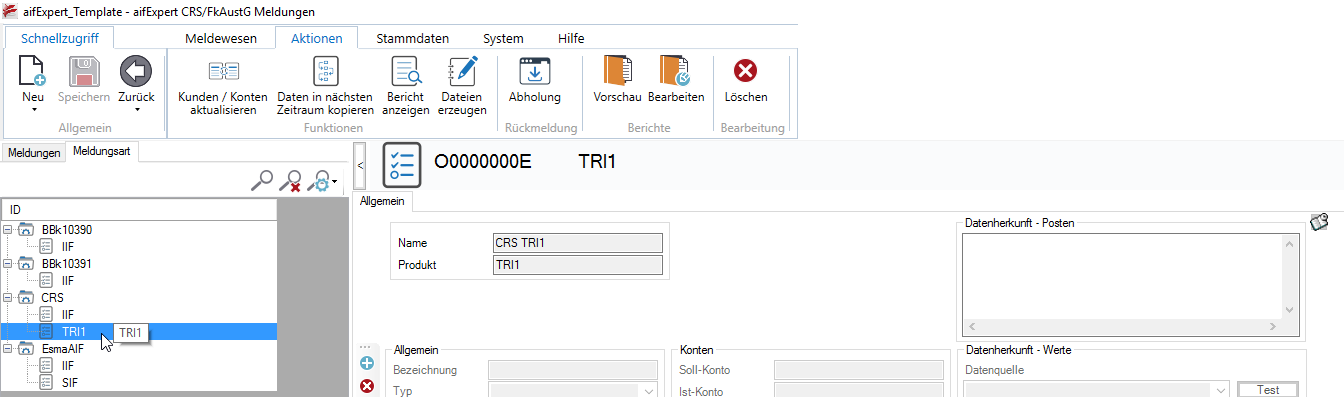 aifExpert_Template - aifExpert CRS/FkAustG Meldungen
Schnellzugriff Meldewesen Aktionen Stammdaten System Hilfe
Neu Speichern Zurück Kunden / Konten Daten in nächsten Bericht Dateien Abholung Vorschau Bearbeiten Löschen
aktualisieren Zeitraum kopieren anzeigen erzeugen
Allgemein Funktionen Rückmeldung Berichte Bearbeitung
Meldungen Meldungsart
< O0000000E TRI1
Allgemein
ID
BBk10390
IIF
BBk10391
IIF
CRS
IIF
TRI1 TRI1
EsmaAIF
IIF
SIF
Name CRS TRI1
Produkt TRI1
Datenherkunft - Posten
Allgemein
Bezeichnung
Typ
Konten
Soll-Konto
Ist-Konto
Datenherkunft - Werte
Datenquelle
Test